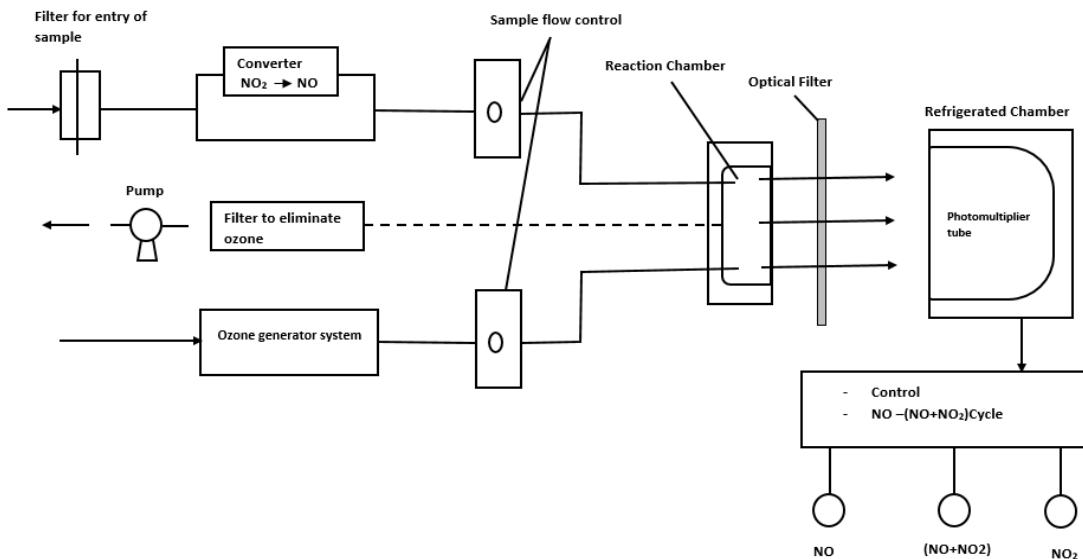 Filter for entry of
sample
Sample flow control
Converter
NO₂ → NO
Reaction Chamber
Optical Filter
Refrigerated Chamber
Pump
Filter to eliminate
ozone
Photomultiplier
tube
Ozone generator system
- Control
- NO –(NO+NO₂)Cycle
NO
(NO+NO2)
NO₂